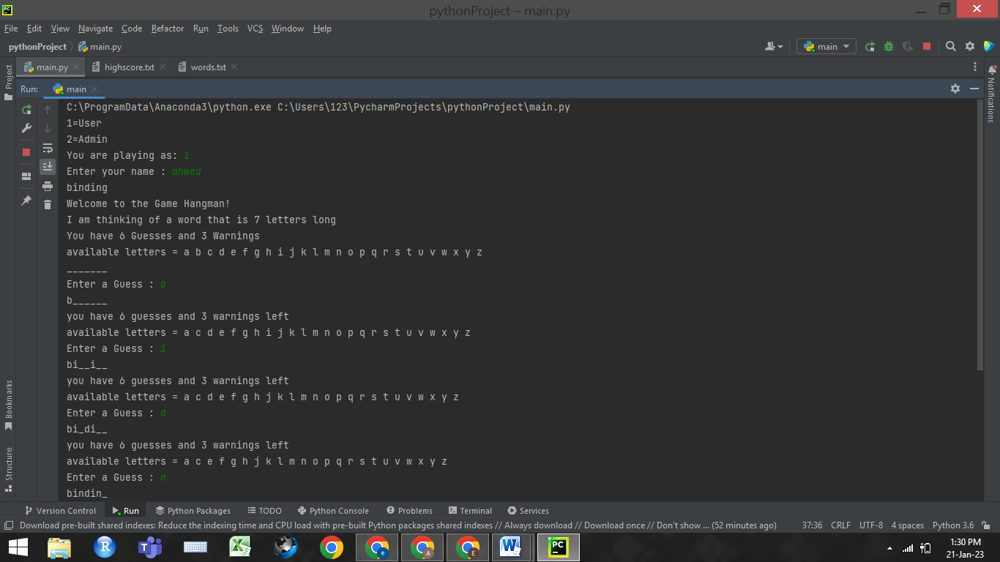 pythonProject – main.py
File Edit View Navigate Code Refactor Run Tools VCS Window Help
pythonProject main.py
main
main.py highscore.txt words.txt
Project
Notifications
Run: main
C:\ProgramData\Anaconda3\python.exe C:\Users\123\PycharmProjects\pythonProject\main.py
1=User
2=Admin
You are playing as: 1
Enter your name : ahmed
binding
Welcome to the Game Hangman!
I am thinking of a word that is 7 letters long
You have 6 Guesses and 3 Warnings
available letters = a b c d e f g h i j k l m n o p q r s t u v w x y z
_______
Enter a Guess : b
b______
you have 6 guesses and 3 warnings left
available letters = a c d e f g h i j k l m n o p q r s t u v w x y z
Enter a Guess : i
bi__i__
you have 6 guesses and 3 warnings left
available letters = a c d e f g h j k l m n o p q r s t u v w x y z
Enter a Guess : d
bi_di__
you have 6 guesses and 3 warnings left
available letters = a c e f g h j k l m n o p q r s t u v w x y z
Enter a Guess : n
bindin_
Bookmarks
Structure
Version Control Run Python Packages TODO Python Console Problems Terminal Services
Download pre-built shared indexes: Reduce the indexing time and CPU load with pre-built Python packages shared indexes // Always download // Download once // Don't show ... (52 minutes ago) 37:36 CRLF UTF-8 4 spaces Python 3.6
1:30 PM
21-Jan-23